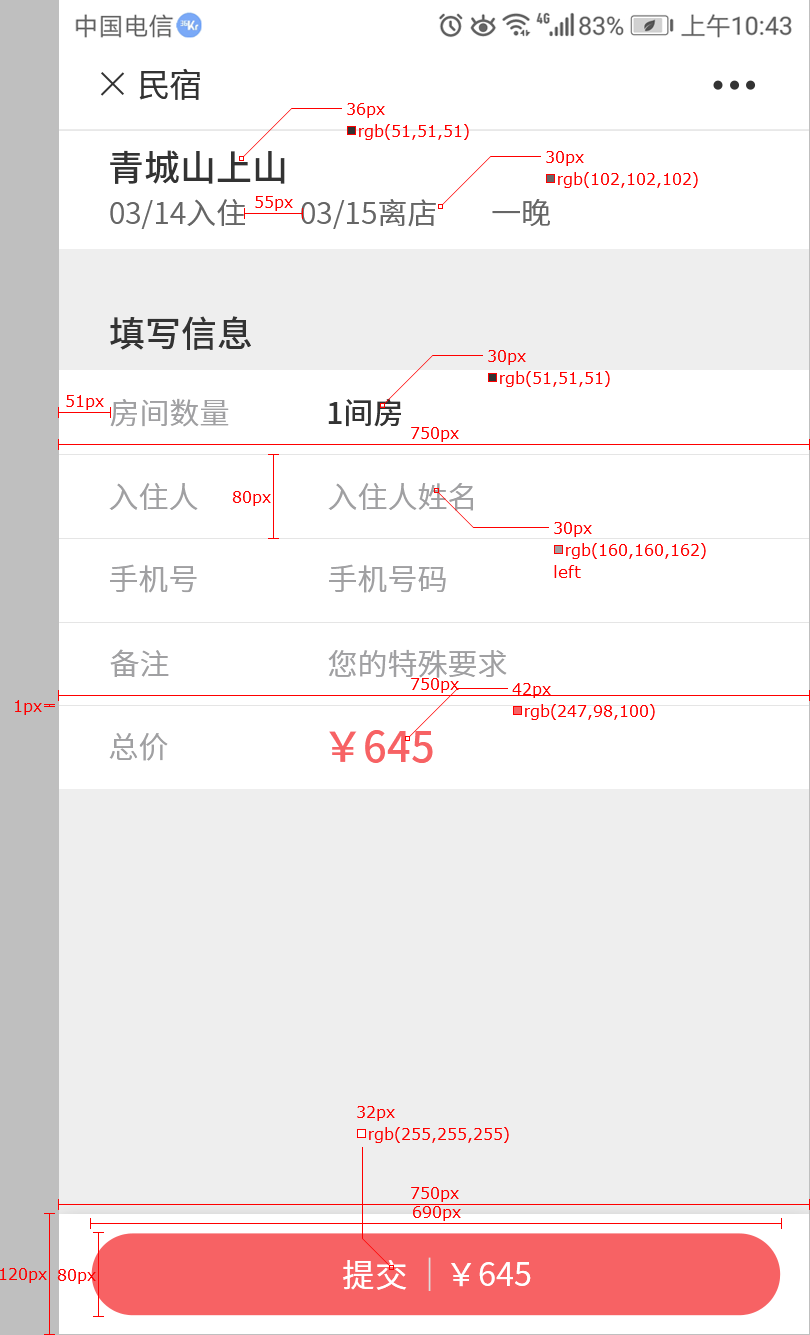 中国电信 36Kr 4G 83% 上午10:43
民宿
36px
rgb(51,51,51)
青城山上山
30px
rgb(102,102,102)
03/14入住 55px 03/15离店 一晚
填写信息
30px
rgb(51,51,51)
51px
房间数量 1间房
750px
入住人 80px 入住人姓名
30px
rgb(160,160,162)
left
手机号 手机号码
备注 您的特殊要求
750px
42px
1px
rgb(247,98,100)
总价 ￥645
32px
rgb(255,255,255)
750px
690px
120px 80px 提交 ￥645